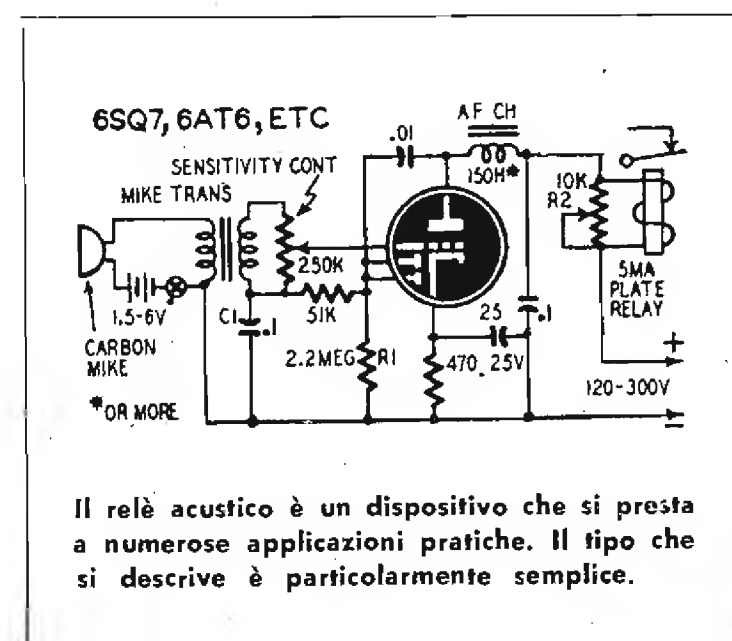 6SQ7, 6AT6, ETC
AF CH
.01
SENSITIVITY CONT
150H*
MIKE TRANS
10K
R2
250K
1.5-6V
C1
.1
51K
25
.1
5MA
PLATE
RELAY
CARBON
MIKE
2.2MEG
R1
470
25V
+
120-300V
*OR MORE
−
Il relè acustico è un dispositivo che si presta
a numerose applicazioni pratiche. Il tipo che
si descrive è particolarmente semplice.